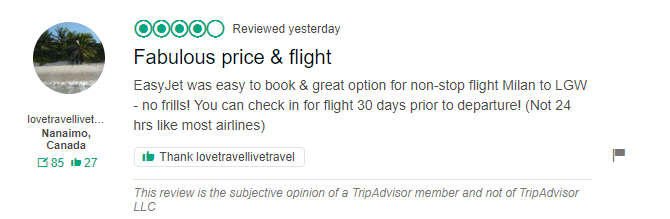 Reviewed yesterday
Fabulous price & flight
EasyJet was easy to book & great option for non-stop flight Milan to LGW
- no frills! You can check in for flight 30 days prior to departure! (Not 24
hrs like most airlines)
lovetravellivet...
Nanaimo,
Canada
85 27
Thank lovetravellivetravel
This review is the subjective opinion of a TripAdvisor member and not of TripAdvisor
LLC